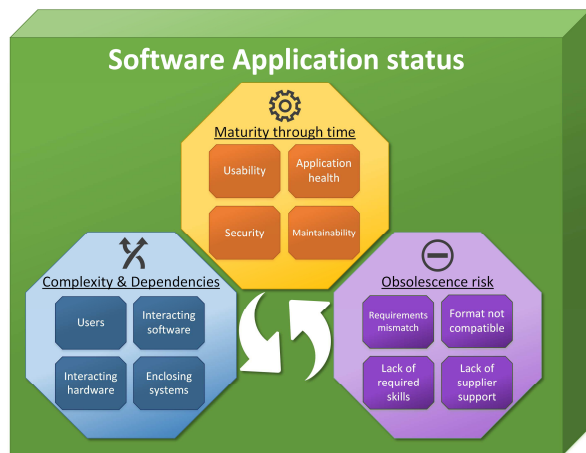 Software Application status
Maturity through time
Usability
Application
health
Security
Maintainability
Complexity & Dependencies
Users
Interacting
software
Interacting
hardware
Enclosing
systems
Obsolescence risk
Requirements
mismatch
Format not
compatible
Lack of
required
skills
Lack of
supplier
support